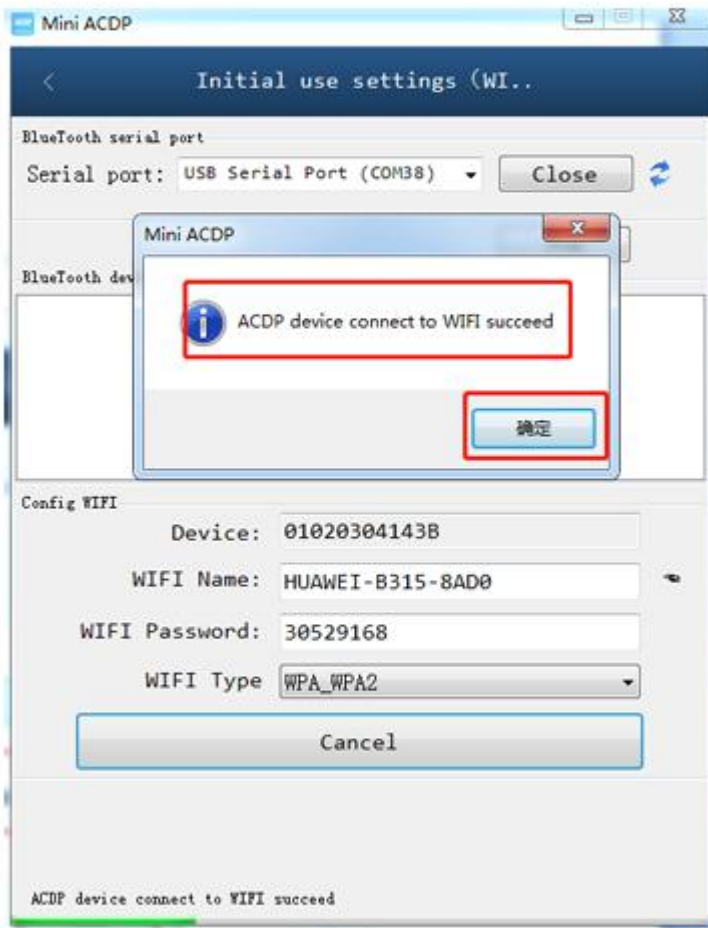 Mini ACDP
Initial use settings (WI..
BlueTooth serial port
Serial port: USB Serial Port (COM38) Close
Mini ACDP
BlueTooth dev
ACDP device connect to WIFI succeed
确定
Config WIFI
Device: 01020304143B
WIFI Name: HUAWEI-B315-8AD0
WIFI Password: 30529168
WIFI Type WPA_WPA2
Cancel
ACDP device connect to WIFI succeed